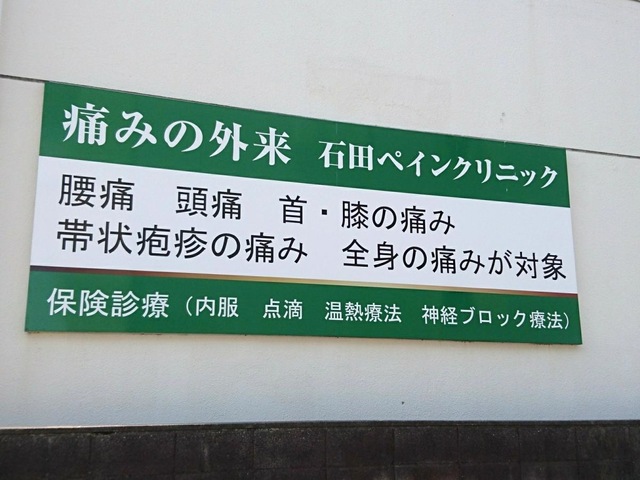 痛みの外来 石田ペインクリニック
腰痛 頭痛 首・膝の痛み
帯状疱疹の痛み 全身の痛みが対象
保険診療（内服 点滴 温熱療法 神経ブロック療法）